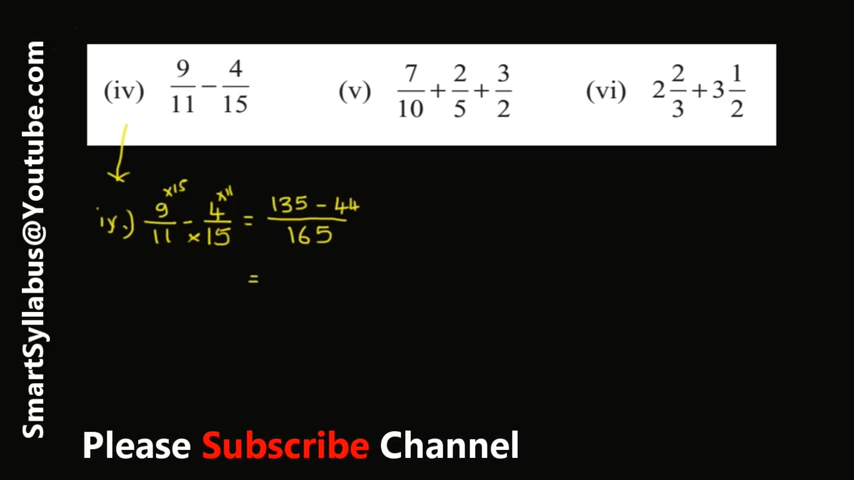 SmartSyllabus@Youtube.com
(iv) 9/11 − 4/15 (v) 7/10 + 2/5 + 3/2 (vi) 2 2/3 + 3 1/2
iv.) 9×15/11 - 4×11/×15 = 135 - 44/165
=
Please Subscribe Channel